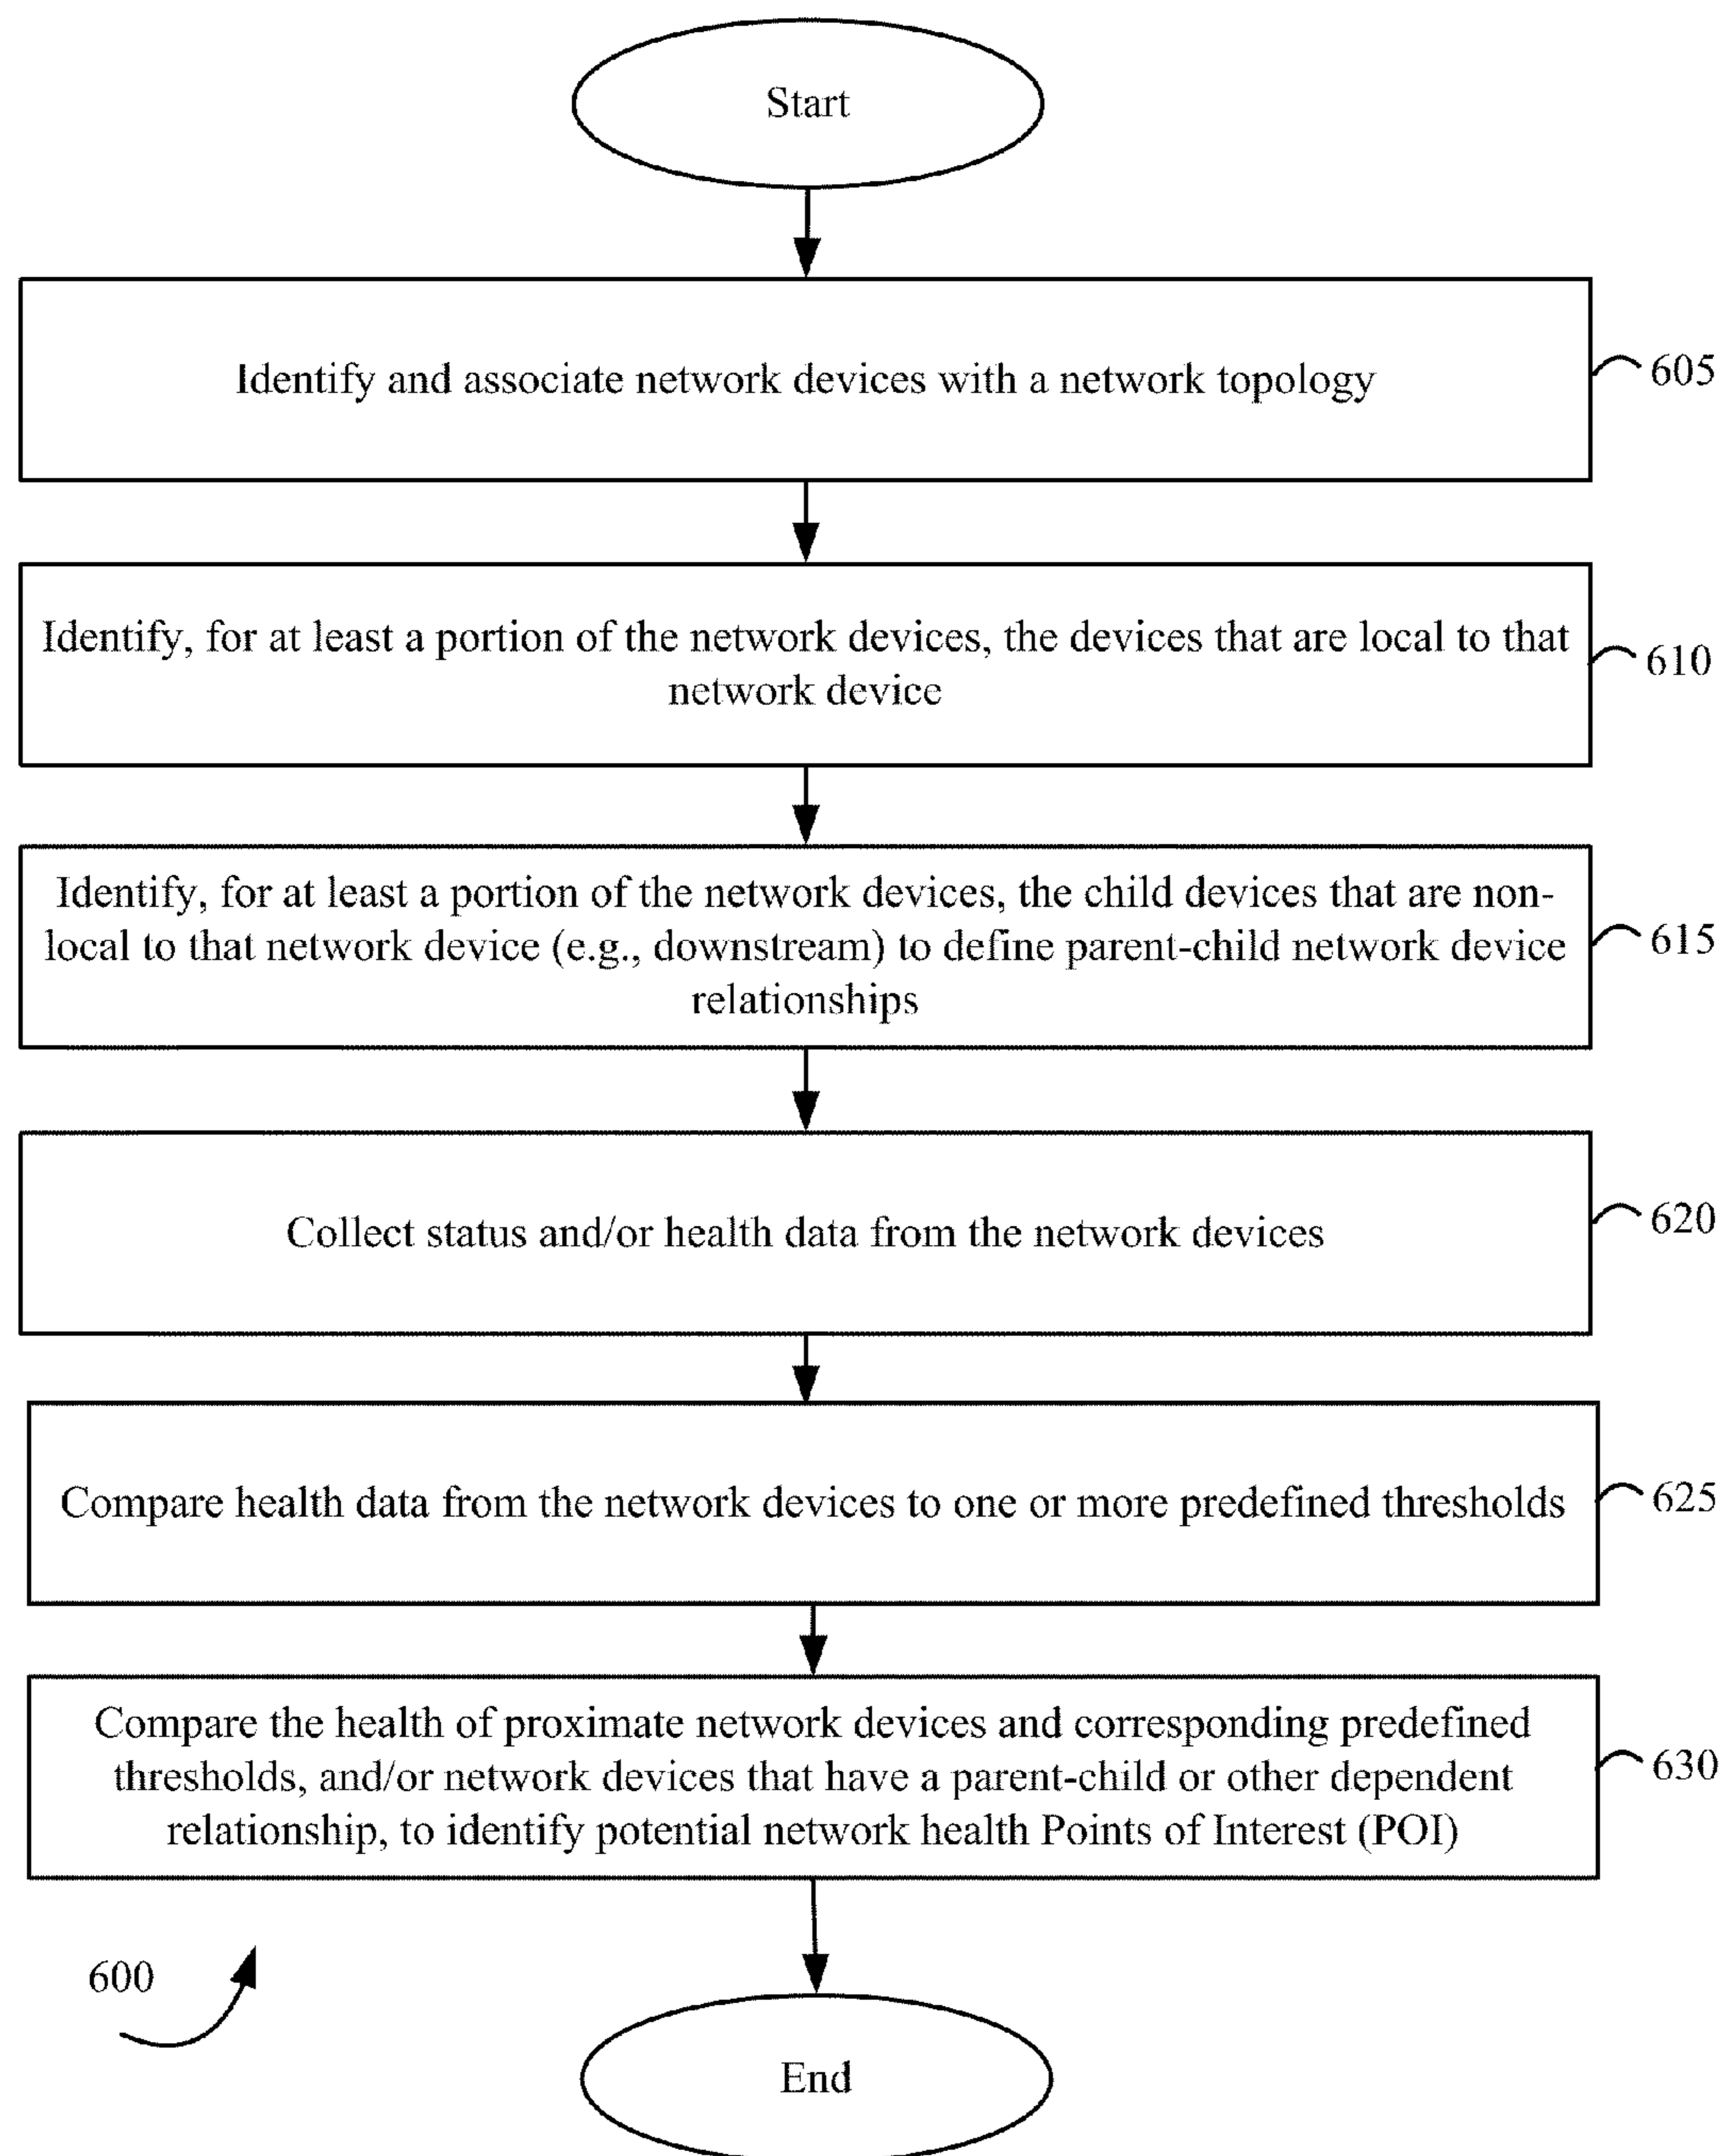 Start
Identify and associate network devices with a network topology
605
Identify, for at least a portion of the network devices, the devices that are local to that
network device
610
Identify, for at least a portion of the network devices, the child devices that are non-
local to that network device (e.g., downstream) to define parent-child network device
relationships
615
Collect status and/or health data from the network devices
620
Compare health data from the network devices to one or more predefined thresholds
625
Compare the health of proximate network devices and corresponding predefined
thresholds, and/or network devices that have a parent-child or other dependent
relationship, to identify potential network health Points of Interest (POI)
630
600
End